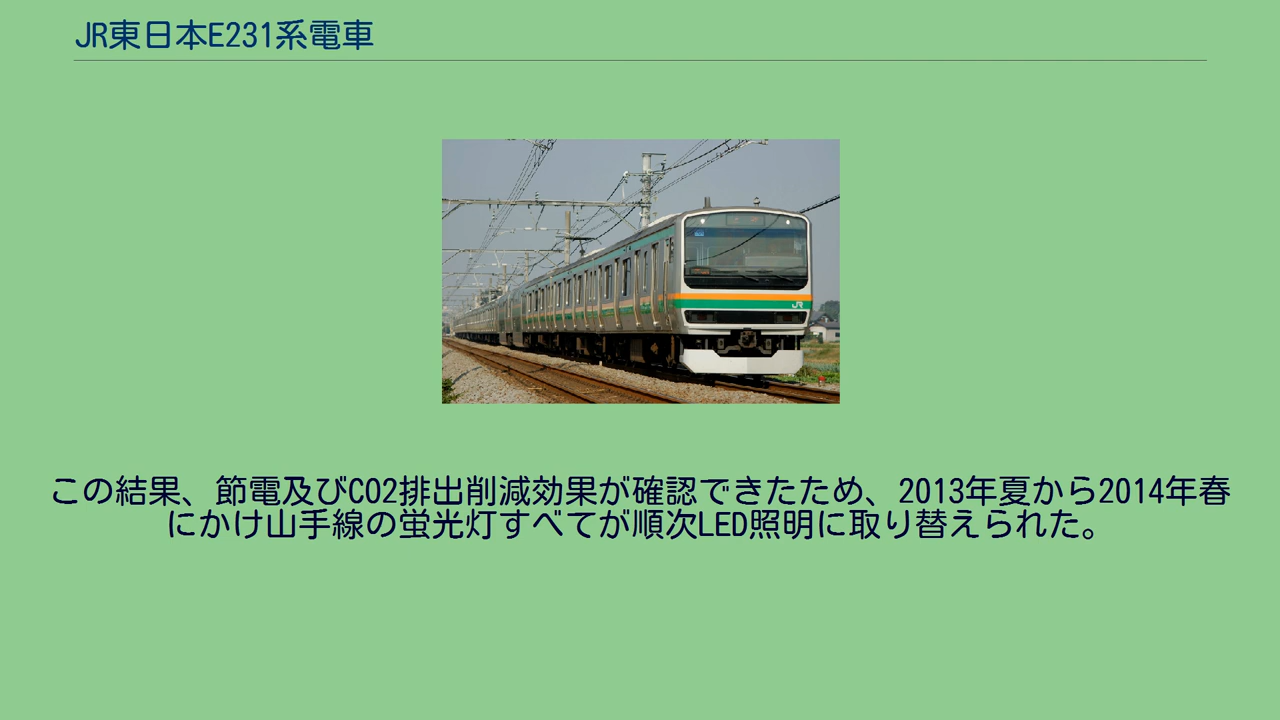 JR東日本E231系電車
JR
この結果、節電及びCO2排出削減効果が確認できたため、2013年夏から2014年春
にかけ山手線の蛍光灯すべてが順次LED照明に取り替えられた。